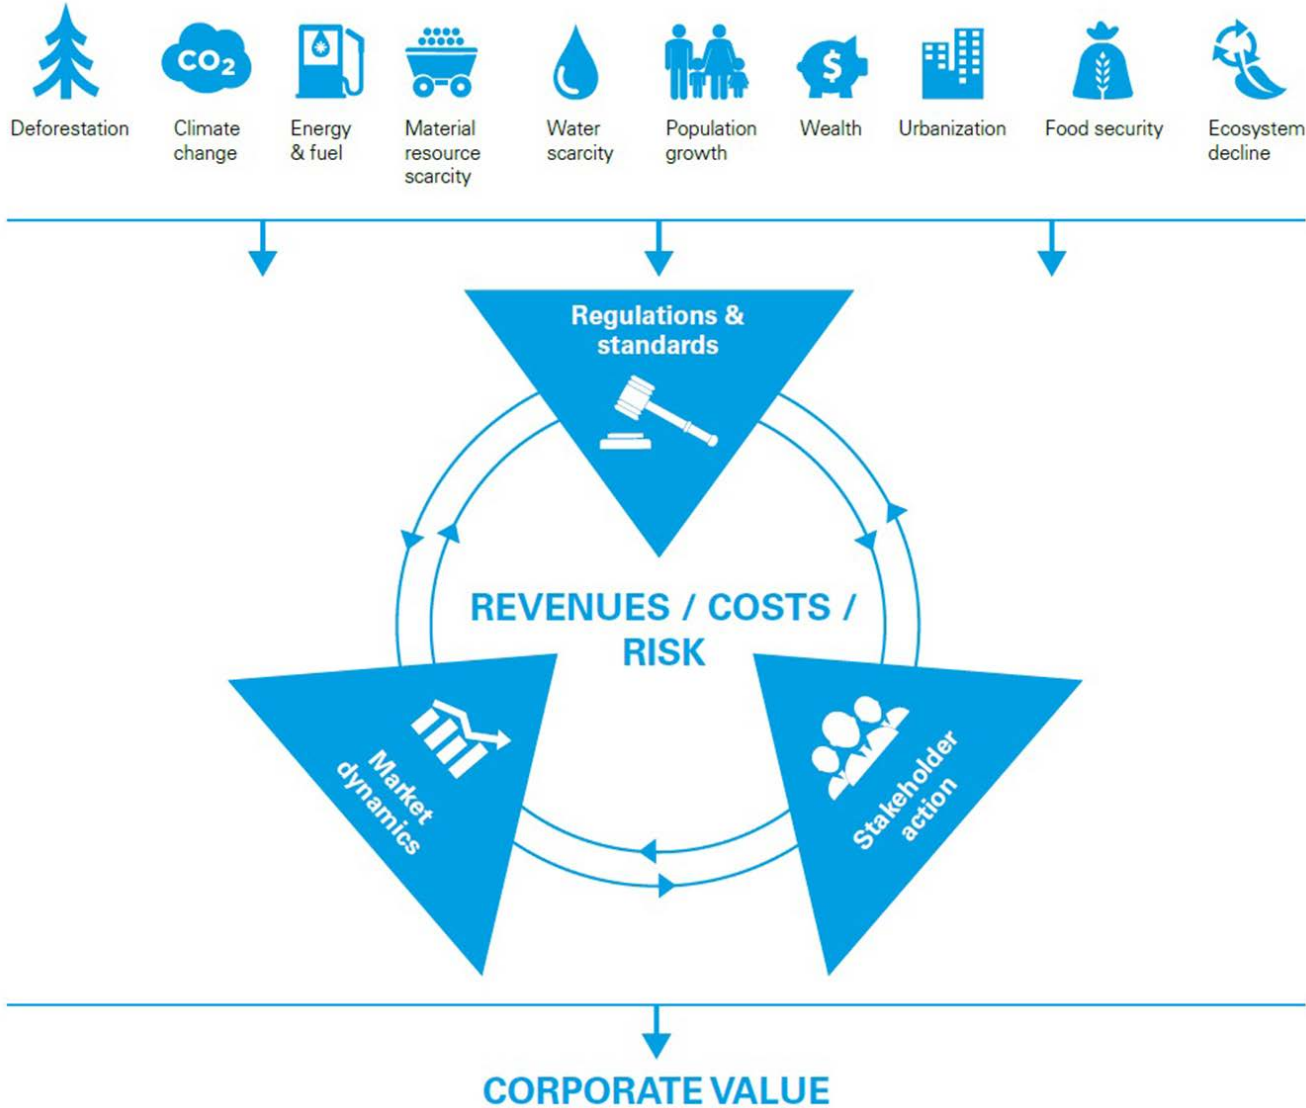 CO2
$
Deforestation
Climate
change
Energy
& fuel
Material
resource
scarcity
Water
scarcity
Population
growth
Wealth
Urbanization
Food security
Ecosystem
decline
Regulations &
standards
REVENUES / COSTS /
RISK
Market
dynamics
Stakeholder
action
CORPORATE VALUE